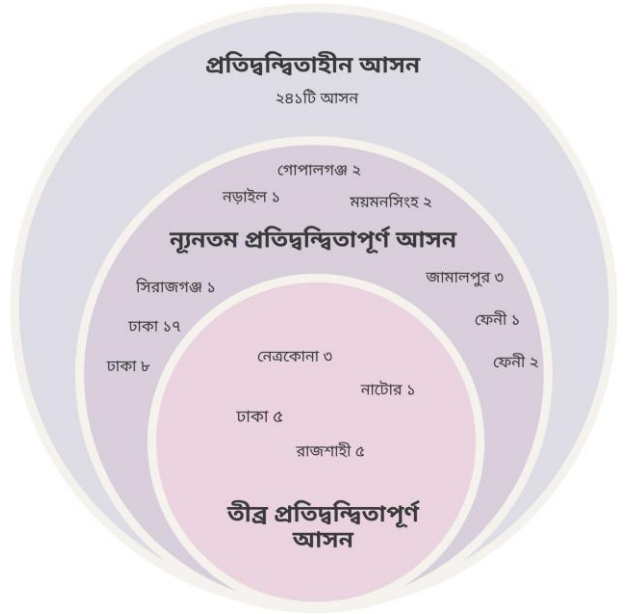 প্রতিদ্বন্দ্বিতাহীন আসন
২৪১টি আসন
গোপালগঞ্জ ২
নড়াইল ১
ময়মনসিংহ ২
ন্যূনতম প্রতিদ্বন্দ্বিতাপূর্ণ আসন
সিরাজগঞ্জ ১
জামালপুর ৩
ঢাকা ১৭
ফেনী ১
ঢাকা ৮
ফেনী ২
নেত্রকোনা ৩
নাটোর ১
ঢাকা ৫
রাজশাহী ৫
তীব্র প্রতিদ্বন্দ্বিতাপূর্ণ
আসন